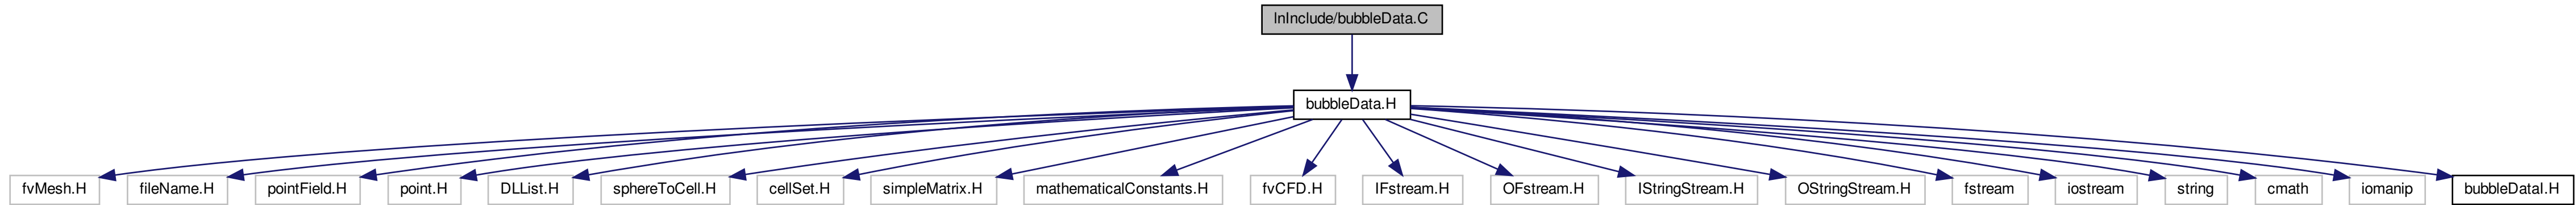 lnInclude/bubbleData.C
bubbleData.H
fvMesh.H
fileName.H
pointField.H
point.H
DLList.H
sphereToCell.H
cellSet.H
simpleMatrix.H
mathematicalConstants.H
fvCFD.H
IFstream.H
OFstream.H
IStringStream.H
OStringStream.H
fstream
iostream
string
cmath
iomanip
bubbleDataI.H